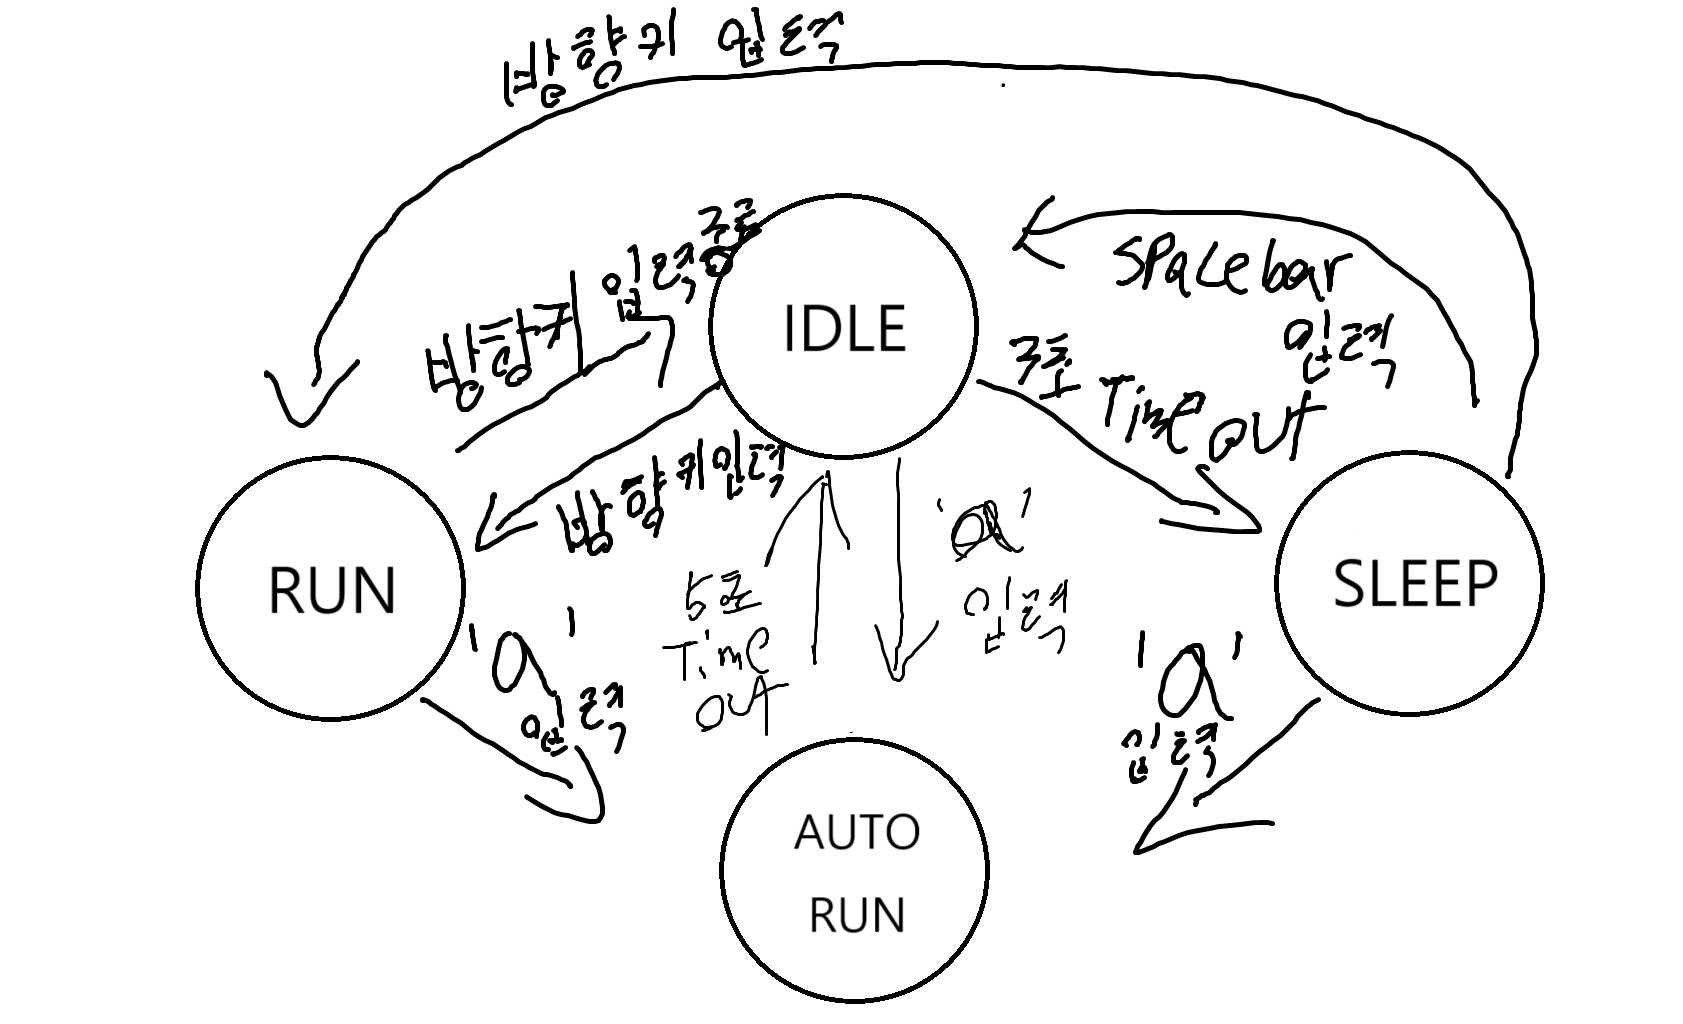 방향키 입력
방향키 입력 종료
IDLE
spacebar
입력
3초
Time out
방향키 입력
'a'
입력
5초
Time
out
RUN
SLEEP
'a'
입력
'a'
입력
AUTO
RUN